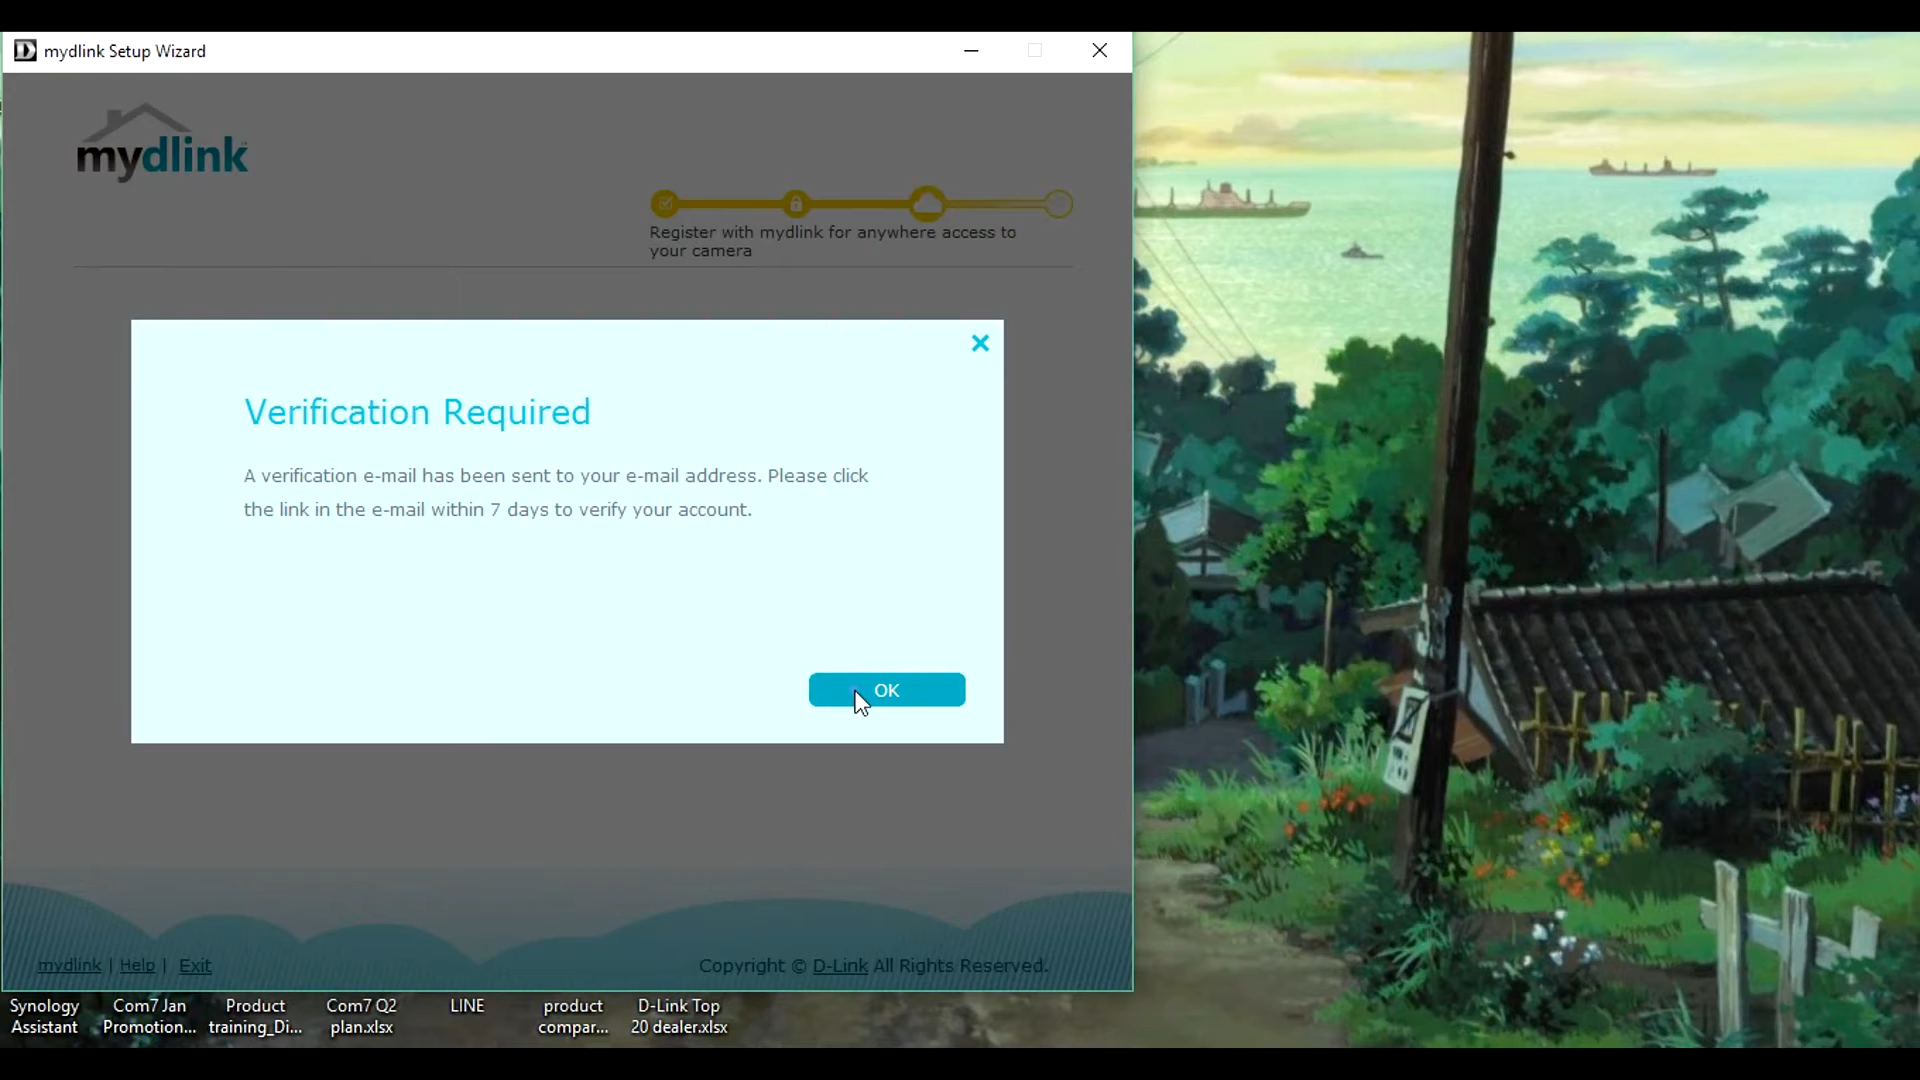 mydlink Setup Wizard
mydlink
Register with mydlink for anywhere access to
your camera
Verification Required
A verification e-mail has been sent to your e-mail address. Please click
the link in the e-mail within 7 days to verify your account.
OK
mydlink | Help | Exit
Copyright © D-Link All Rights Reserved.
Synology
Assistant
Com7 Jan
Promotion...
Product
training_Di...
Com7 Q2
plan.xlsx
LINE
product
compar...
D-Link Top
20 dealer.xlsx